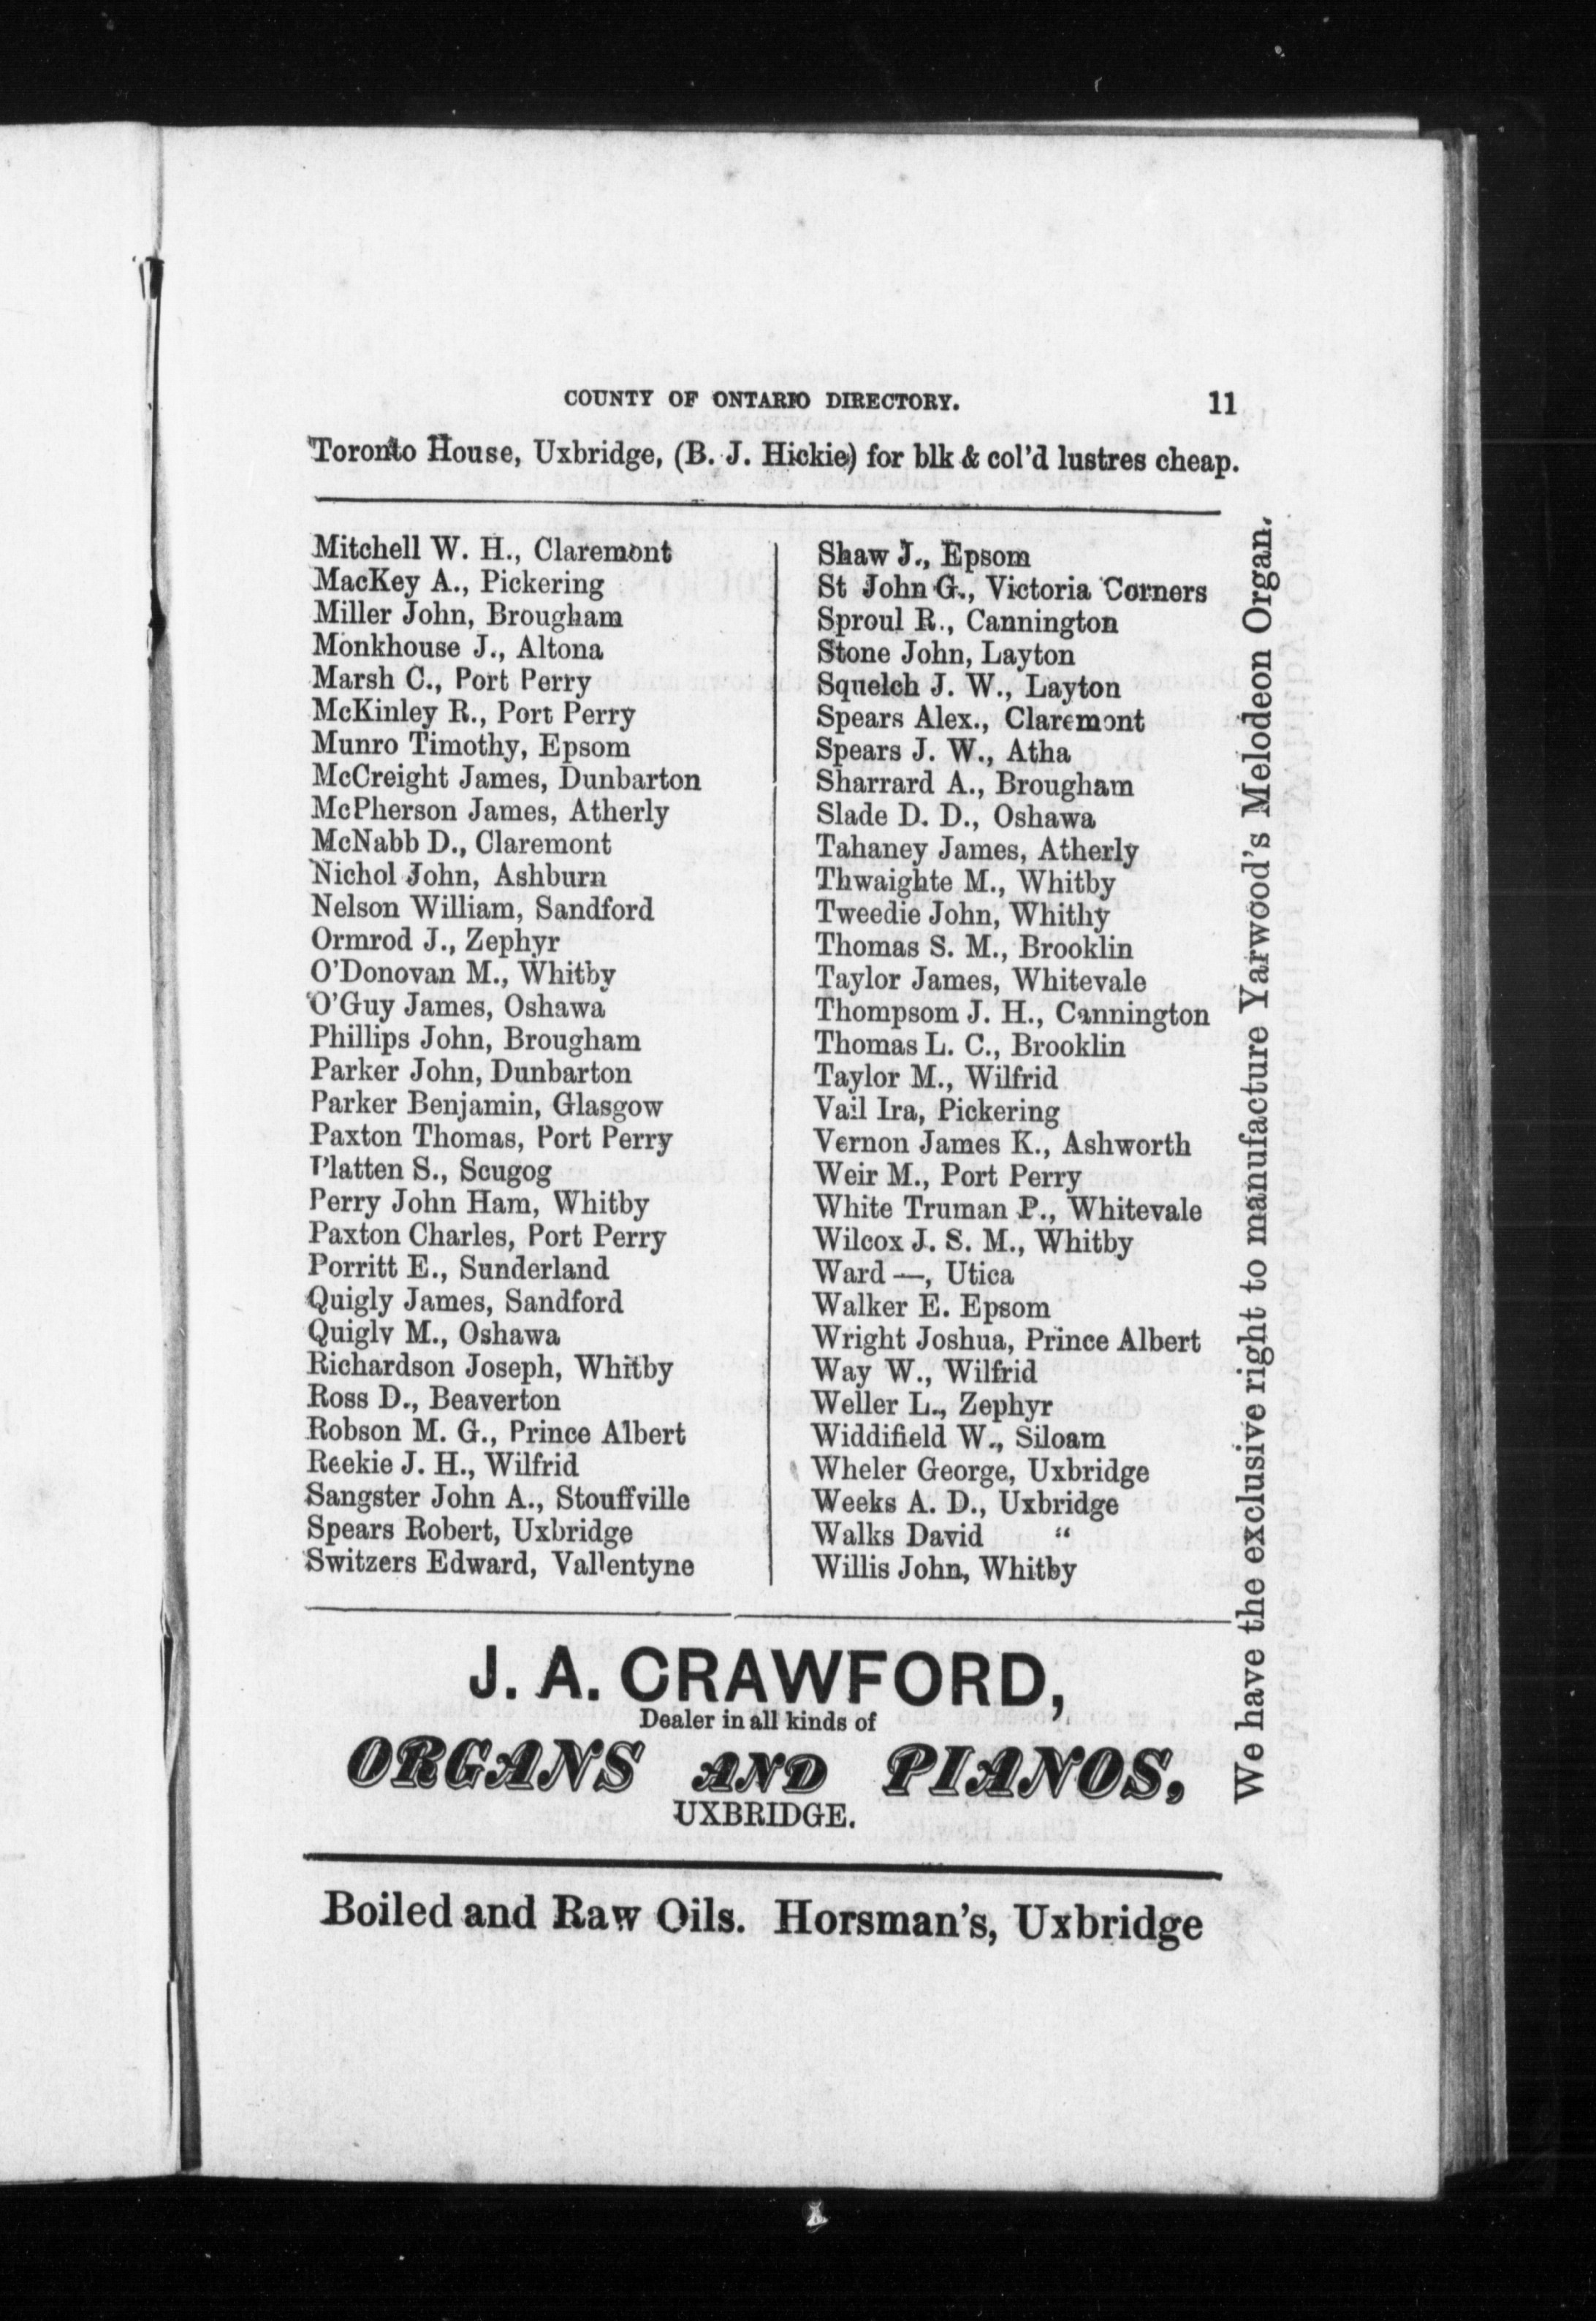 COUNTY OF ONTARIO DIRECTORY. 11
Toronto House, Uxbridge, (B. J. Hickie) for blk & col'd lustres cheap.
Mitchell W. H., Claremont
MacKey A., Pickering
Miller John, Brougham
Monkhouse J., Altona
Marsh C., Port Perry
McKinley R., Port Perry
Munro Timothy, Epsom
McCreight James, Dunbarton
McPherson James, Atherly
McNabb D., Claremont
Nichol John, Ashburn
Nelson William, Sandford
Ormrod J., Zephyr
O'Donovan M., Whitby
O'Guy James, Oshawa
Phillips John, Brougham
Parker John, Dunbarton
Parker Benjamin, Glasgow
Paxton Thomas, Port Perry
Platten S., Scugog
Perry John Ham, Whitby
Paxton Charles, Port Perry
Porritt E., Sunderland
Quigly James, Sandford
Quigly M., Oshawa
Richardson Joseph, Whitby
Ross D., Beaverton
Robson M. G., Prince Albert
Reekie J. H., Wilfrid
Sangster John A., Stouffville
Spears Robert, Uxbridge
Switzers Edward, Vallentyne
Shaw J., Epsom
St John G., Victoria Corners
Sproul R., Cannington
Stone John, Layton
Squelch J. W., Layton
Spears Alex., Claremont
Spears J. W., Atha
Sharrard A., Brougham
Slade D. D., Oshawa
Tahaney James, Atherly
Thwaighte M., Whitby
Tweedie John, Whithy
Thomas S. M., Brooklin
Taylor James, Whitevale
Thompsom J. H., Cannington
Thomas L. C., Brooklin
Taylor M., Wilfrid
Vail Ira, Pickering
Vernon James K., Ashworth
Weir M., Port Perry
White Truman P., Whitevale
Wilcox J. S. M., Whitby
Ward —, Utica
Walker E. Epsom
Wright Joshua, Prince Albert
Way W., Wilfrid
Weller L., Zephyr
Widdifield W., Siloam
Wheler George, Uxbridge
Weeks A. D., Uxbridge
Walks David "
Willis John, Whitby
We have the exclusive right to manufacture Yarwood's Melodeon Organ.
J. A. CRAWFORD,
Dealer in all kinds of
ORGANS AND PIANOS,
UXBRIDGE.
Boiled and Raw Oils. Horsman's, Uxbridge